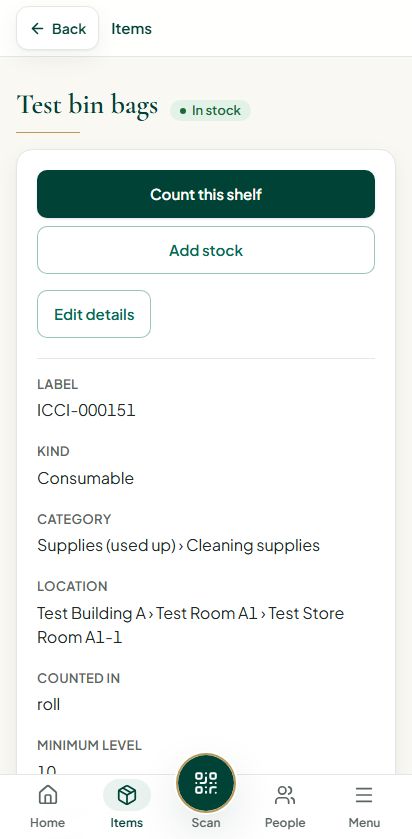 Back Items
Test bin bags In stock
Count this shelf
Add stock
Edit details
LABEL
ICCI-000151
KIND
Consumable
CATEGORY
Supplies (used up) › Cleaning supplies
LOCATION
Test Building A › Test Room A1 › Test Store
Room A1-1
COUNTED IN
roll
MINIMUM LEVEL
10
Home Items Scan People Menu